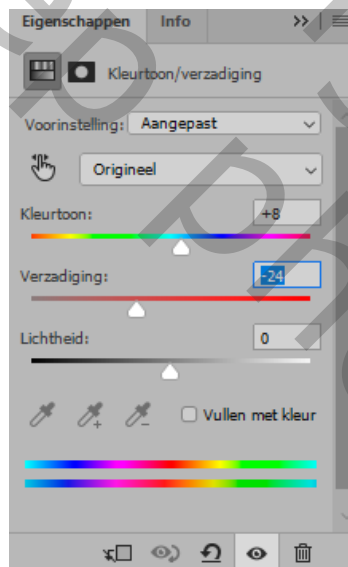 Eigenschappen Info
Kleurtoon/verzadiging
Voorinstelling: Aangepast
Origineel
Kleurtoon: +8
Verzadiging: -24
Lichtheid: 0
Vullen met kleur